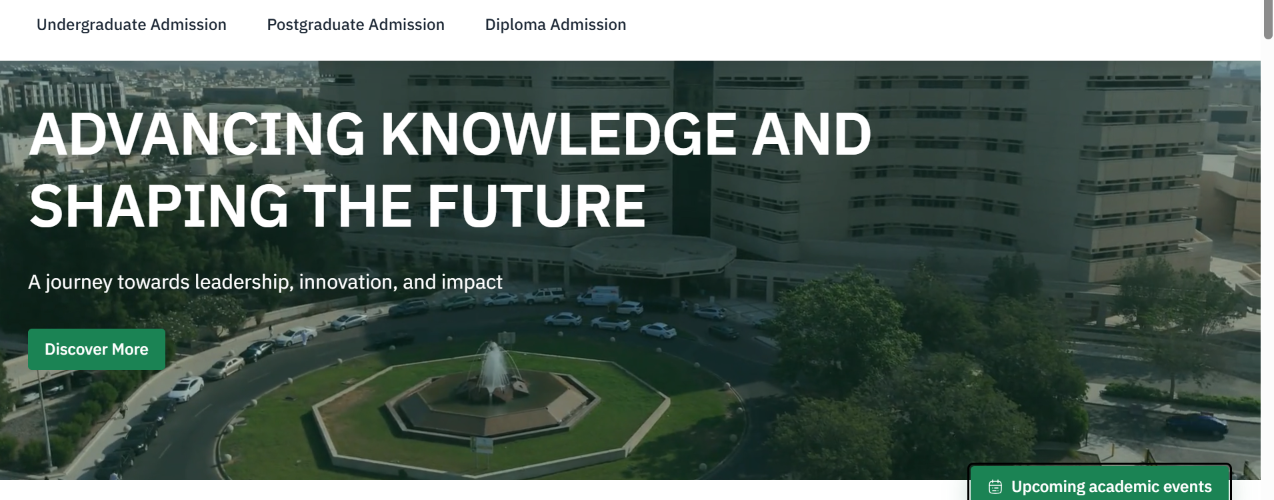 Undergraduate Admission
Postgraduate Admission
Diploma Admission
ADVANCING KNOWLEDGE AND
SHAPING THE FUTURE
A journey towards leadership, innovation, and impact
Discover More
Upcoming academic events